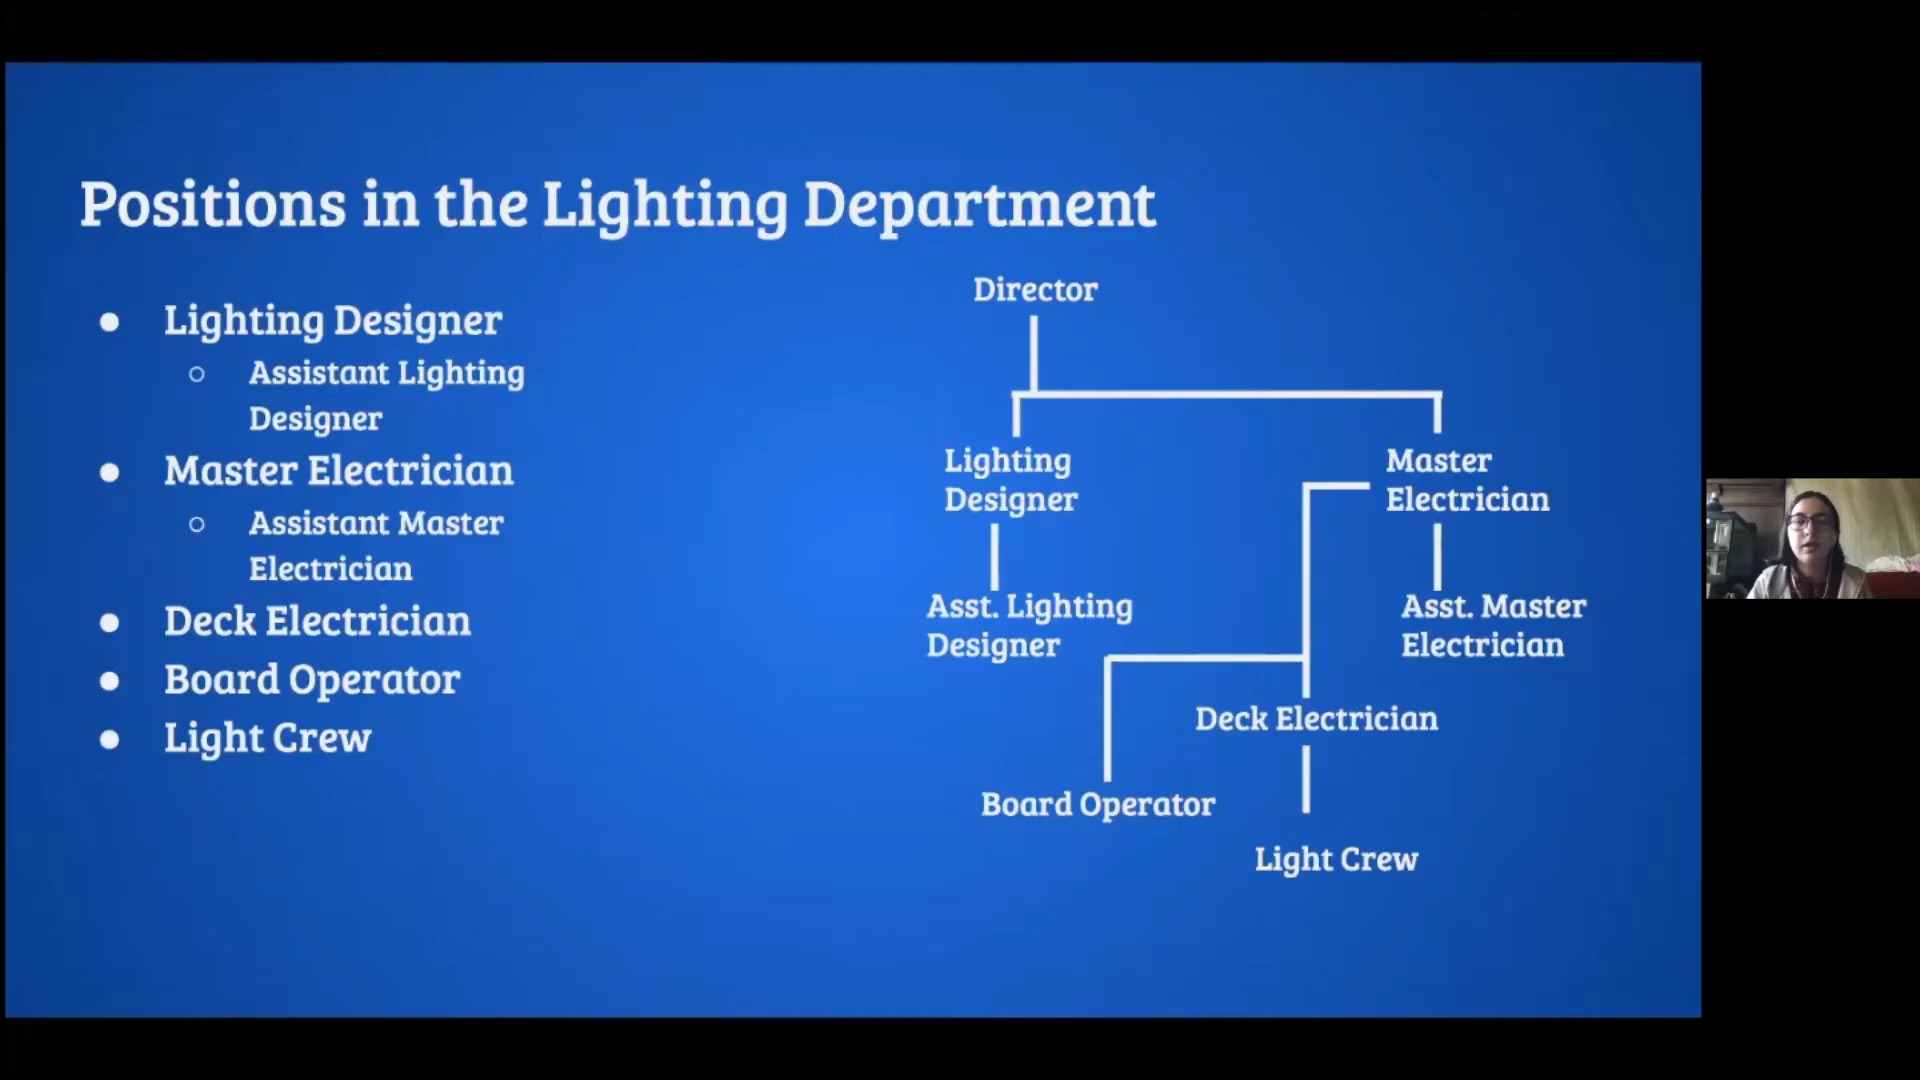 Positions in the Lighting Department
Lighting Designer
Assistant Lighting
Designer
Master Electrician
Assistant Master
Electrician
Deck Electrician
Board Operator
Light Crew
Director
Lighting
Designer
Master
Electrician
Asst. Lighting
Designer
Asst. Master
Electrician
Deck Electrician
Board Operator
Light Crew